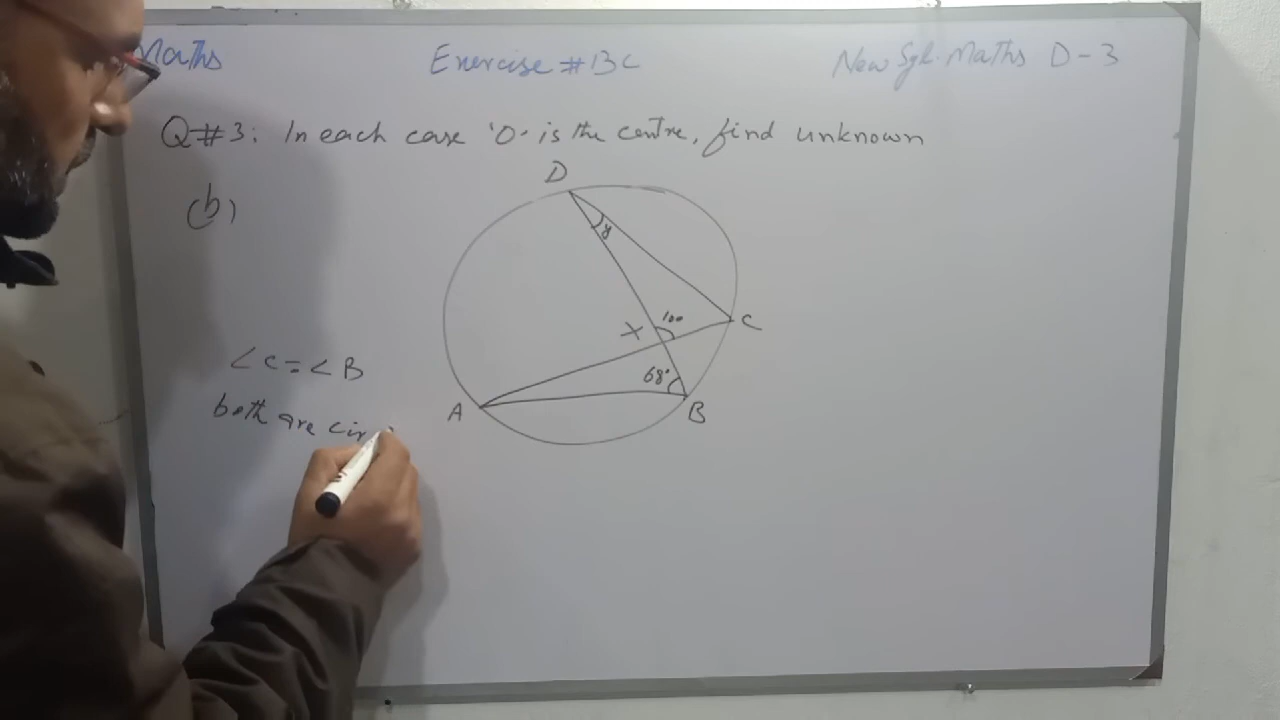 Maths Exercise #13C New Syl. Maths D-3
Q#3: In each case 'O' is the centre, find unknown
(b)
D
y
X 100 C
68°
A B
∠C=∠B
both are cir